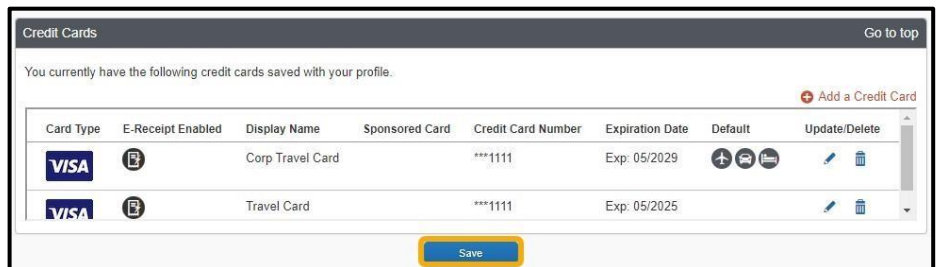 Credit Cards Go to top
You currently have the following credit cards saved with your profile.
Add a Credit Card
Card Type E-Receipt Enabled Display Name Sponsored Card Credit Card Number Expiration Date Default Update/Delete
VISA Corp Travel Card ***1111 Exp: 05/2029
VISA Travel Card ***1111 Exp: 05/2025
Save